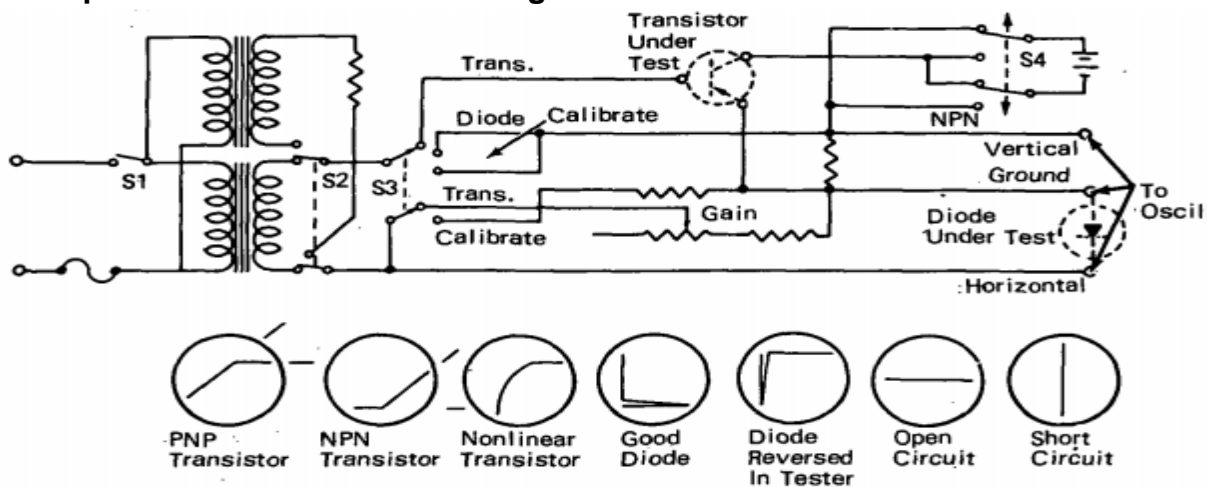 Transistor
Under
Test
Trans.
S4
Diode
Calibrate
NPN
S1
S2
S3
Vertical
Ground
Trans.
Gain
To
Oscil
Diode
Under Test
Calibrate
Horizontal
PNP
Transistor
NPN
Transistor
Nonlinear
Transistor
Good
Diode
Diode
Reversed
In Tester
Open
Circuit
Short
Circuit